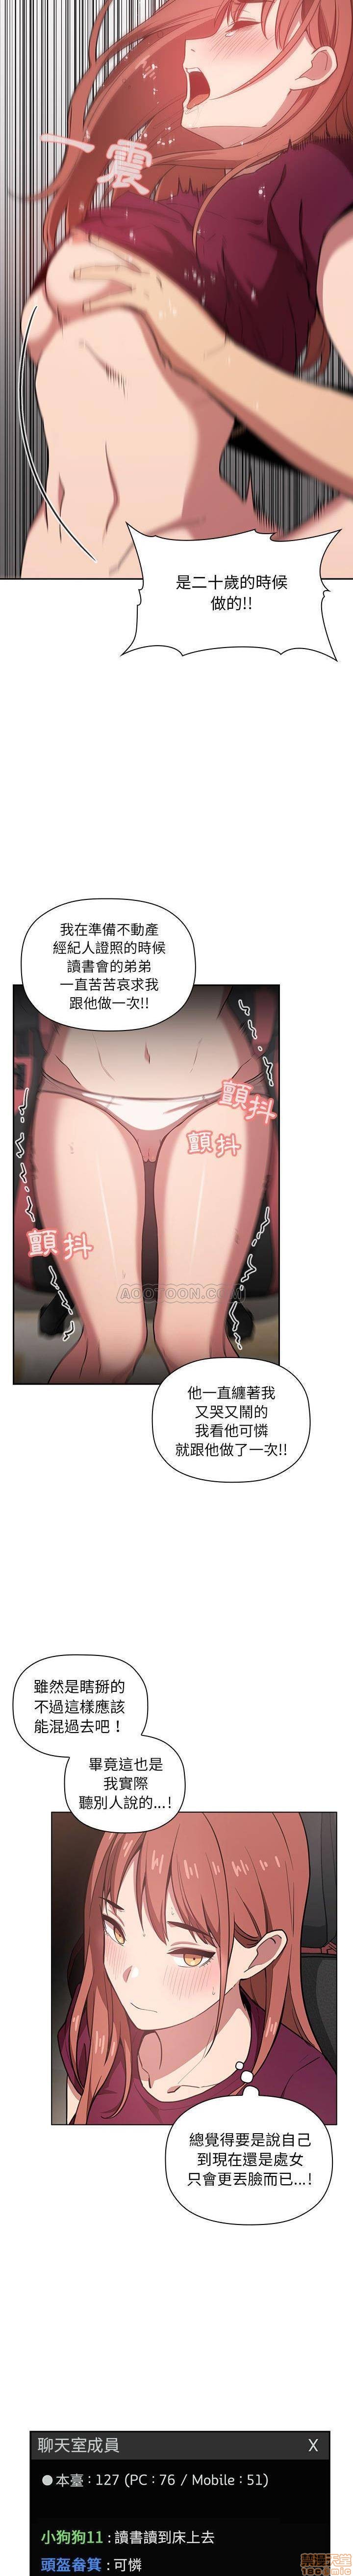 一震
是二十歲的時候
做的!!
我在準備不動產
經紀人證照的時候
讀書會的弟弟
一直苦苦哀求我
跟他做一次!!
顫抖
顫抖
顫抖
AOOTOON.COM
他一直纏著我
又哭又鬧的
我看他可憐
就跟他做了一次!!
雖然是瞎掰的
不過這樣應該
能混過去吧！
畢竟這也是
我實際
聽別人說的...!
總覺得要是說自己
到現在還是處女
只會更丟臉而已...!
聊天室成員 X
●本臺：127 (PC：76 / Mobile：51)
小狗狗11：讀書讀到床上去
頭盔畚箕：可憐